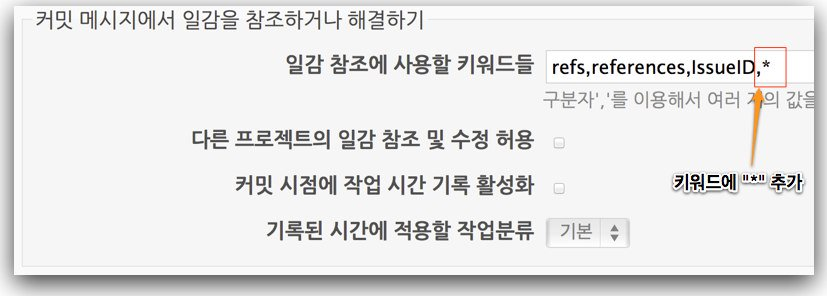 커밋 메시지에서 일감을 참조하거나 해결하기
일감 참조에 사용할 키워드들 refs,references,IssueID,*
구분자','를 이용해서 여러 의 값을
다른 프로젝트의 일감 참조 및 수정 허용
커밋 시점에 작업 시간 기록 활성화
키워드에 "*" 추가
기록된 시간에 적용할 작업분류 기본